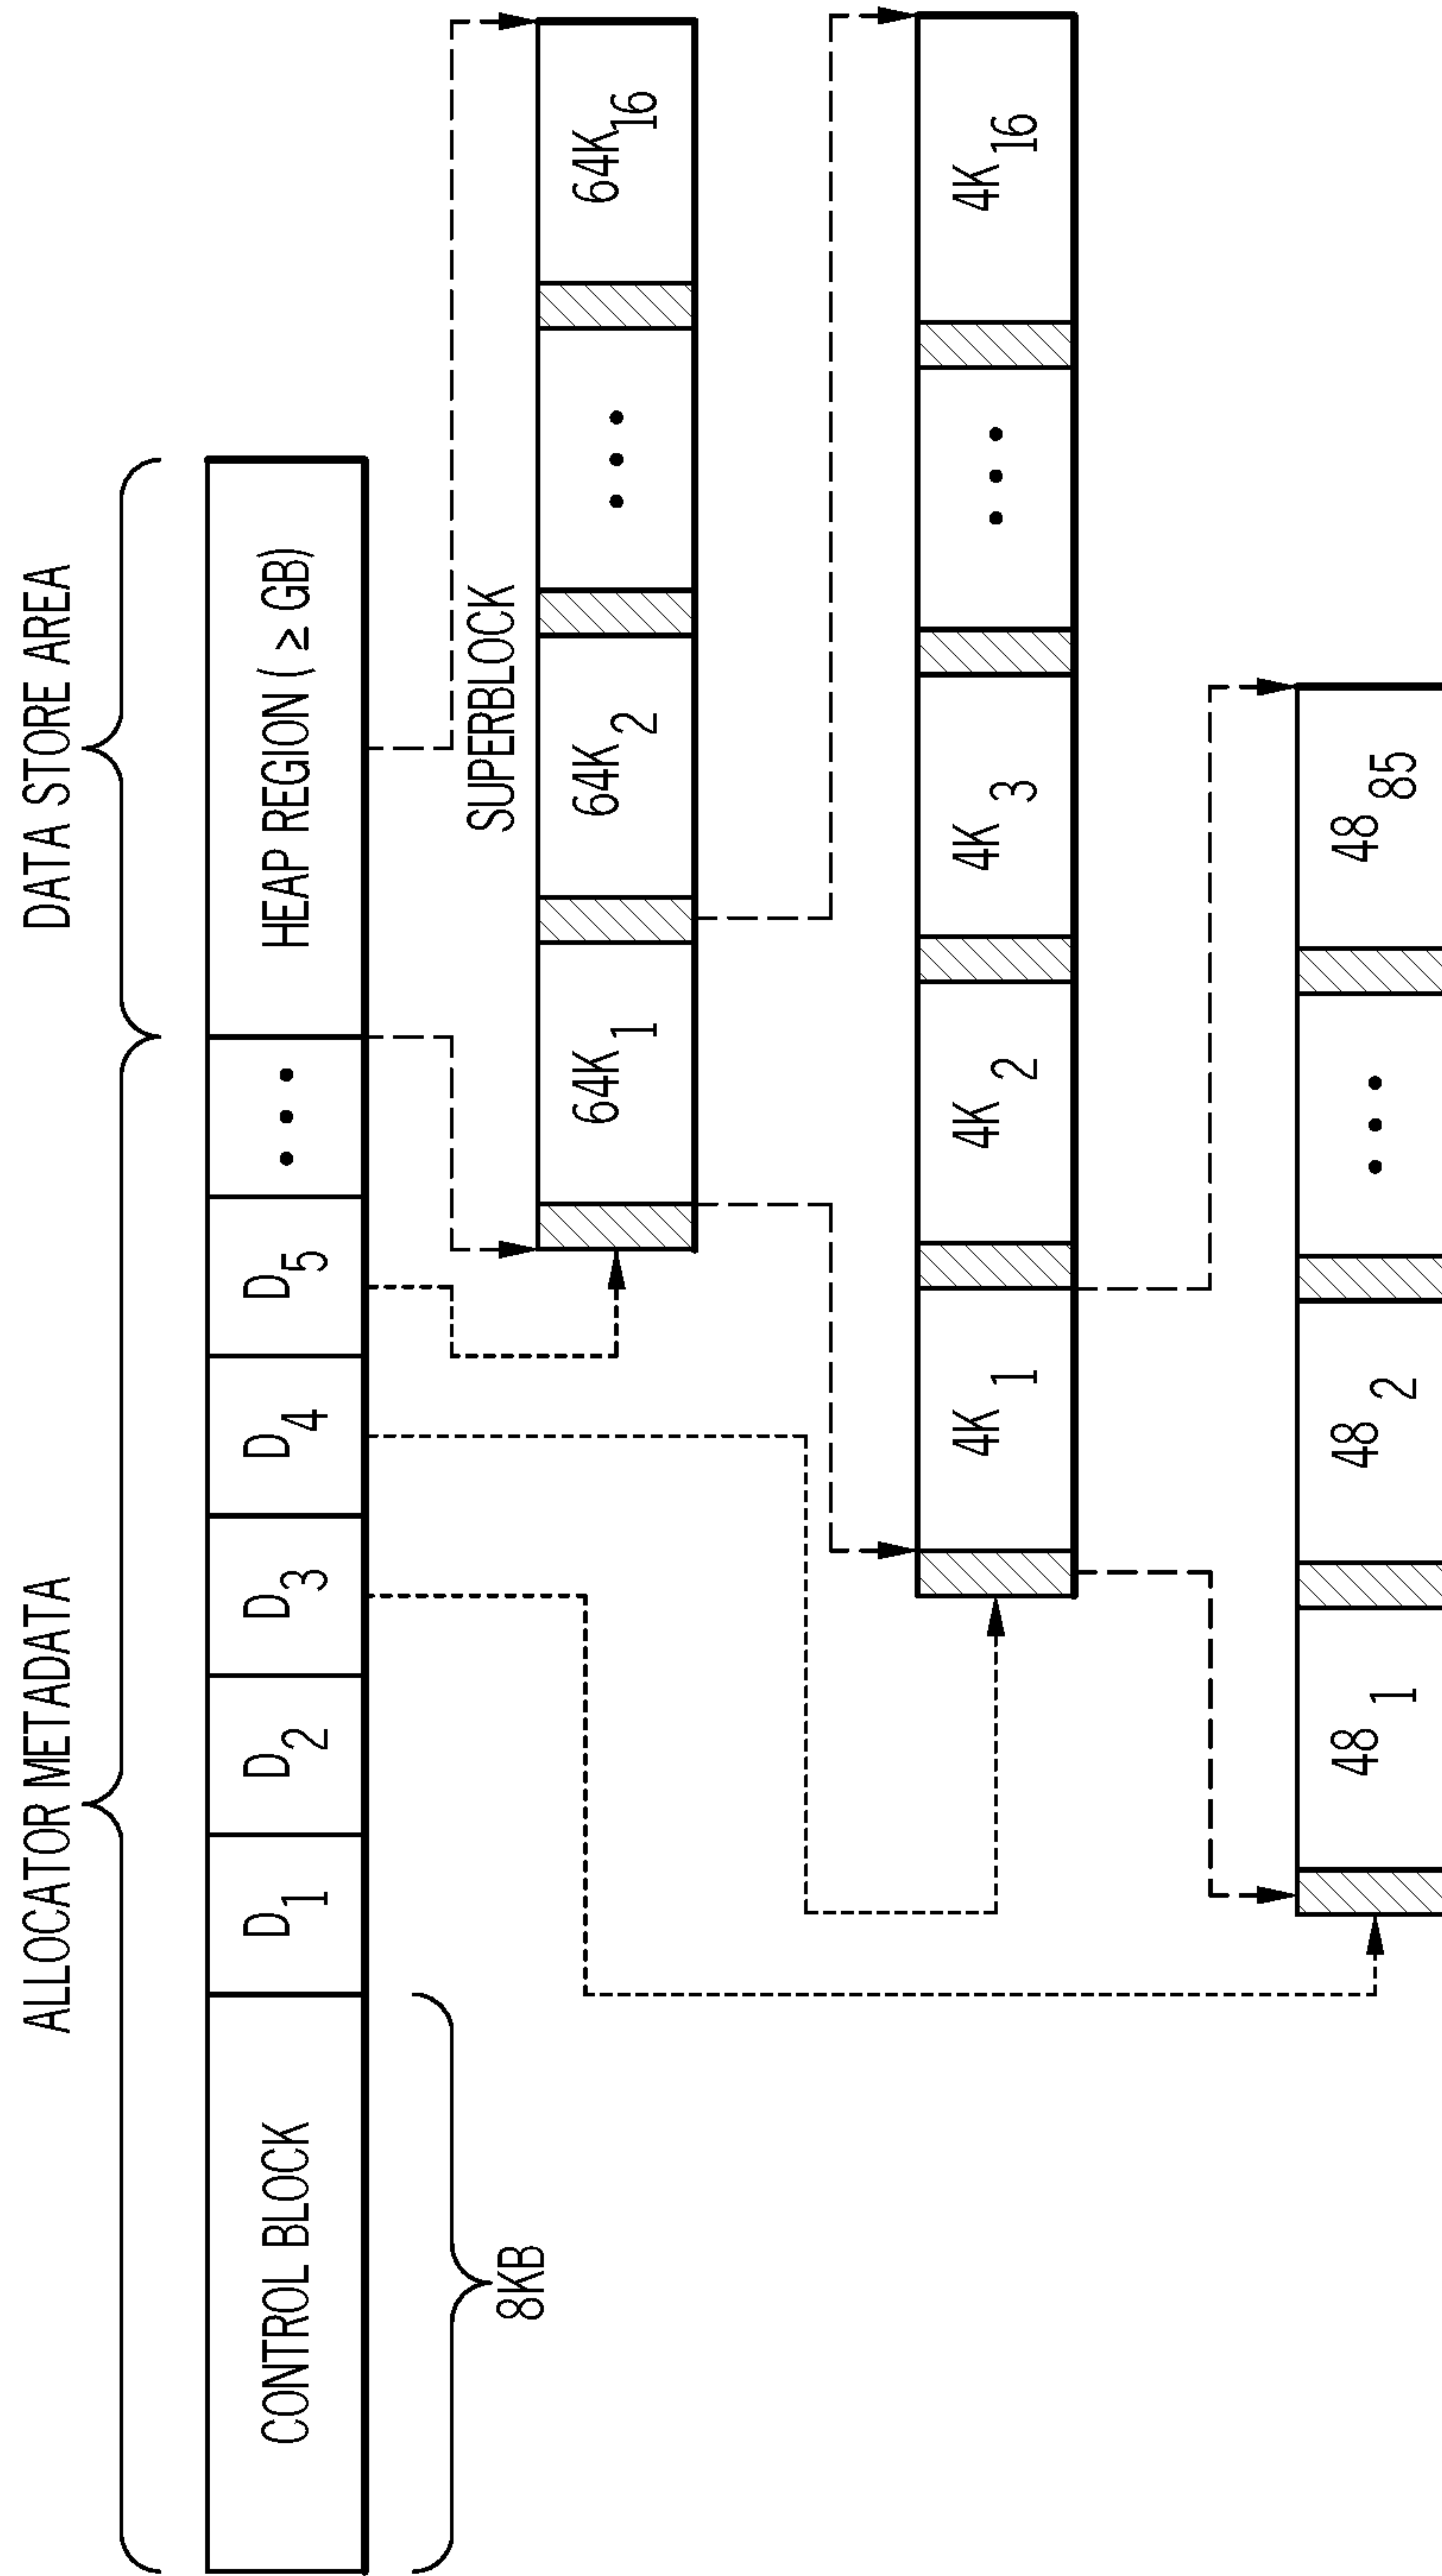 ALLOCATOR METADATA
DATA STORE AREA
CONTROL BLOCK
D1
D2
D3
D4
D5
• • •
HEAP REGION ( ≥ GB)
8KB
SUPERBLOCK
64K1
64K2
• • •
64K16
4K1
4K2
4K3
• • •
4K16
481
482
• • •
4885